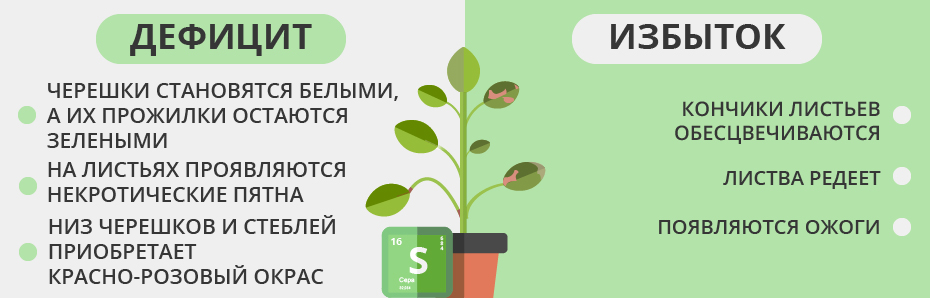 ДЕФИЦИТ
ЧЕРЕШКИ СТАНОВЯТСЯ БЕЛЫМИ,
А ИХ ПРОЖИЛКИ ОСТАЮТСЯ
ЗЕЛЕНЫМИ
НА ЛИСТЬЯХ ПРОЯВЛЯЮТСЯ
НЕКРОТИЧЕСКИЕ ПЯТНА
НИЗ ЧЕРЕШКОВ И СТЕБЛЕЙ
ПРИОБРЕТАЕТ
КРАСНО-РОЗОВЫЙ ОКРАС
ИЗБЫТОК
КОНЧИКИ ЛИСТЬЕВ
ОБЕСЦВЕЧИВАЮТСЯ
ЛИСТВА РЕДЕЕТ
ПОЯВЛЯЮТСЯ ОЖОГИ
16
S
Сера